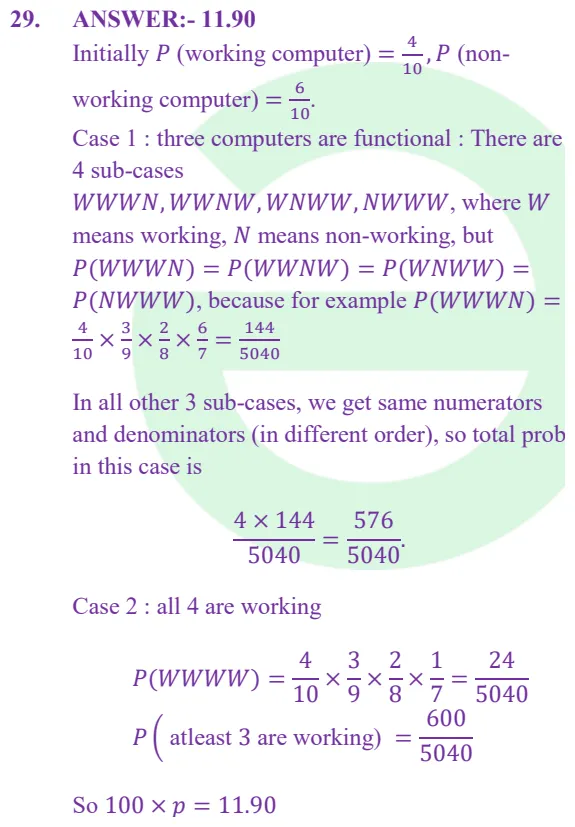 29. ANSWER:- 11.90
Initially P (working computer) = 4/10, P (non-
working computer) = 6/10.
Case 1 : three computers are functional : There are
4 sub-cases
WWWN, WWNW, WNWW, NWWW, where W
means working, N means non-working, but
P(WWWN) = P(WWNW) = P(WNWW) =
P(NWWW), because for example P(WWWN) =
4/10 × 3/9 × 2/8 × 6/7 = 144/5040
In all other 3 sub-cases, we get same numerators
and denominators (in different order), so total prob
in this case is
4 × 144/5040 = 576/5040.
Case 2 : all 4 are working
P(WWWW) = 4/10 × 3/9 × 2/8 × 1/7 = 24/5040
P( atleast 3 are working) = 600/5040
So 100 × p = 11.90